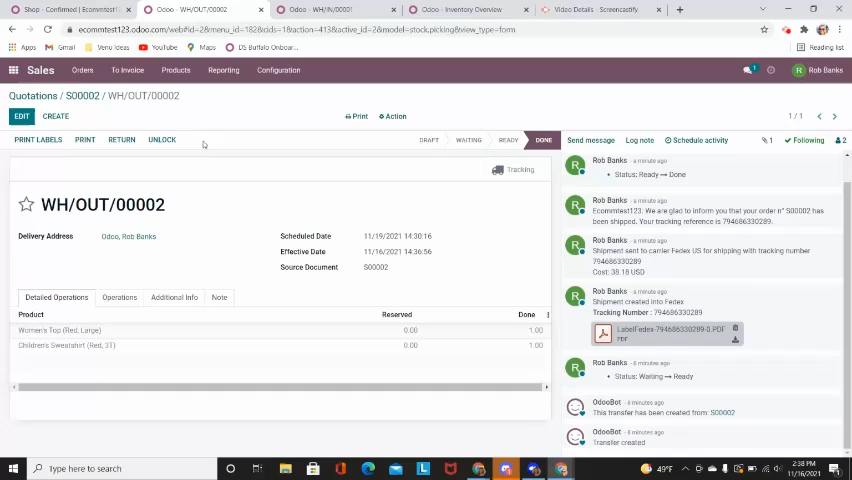 Shop - Confirmed | Ecommtest1
Odoo - WH/OUT/00002
Odoo - WH/IN/00001
Odoo - Inventory Overview
Video Details - Screencastify
ecommtest123.odoo.com/web#id=2&menu_id=182&cids=1&action=413&active_id=2&model=stock.picking&view_type=form
Apps
Gmail
Venu Ideas
YouTube
Maps
DS Buffalo Onboar...
Reading list
Sales
Orders
To Invoice
Products
Reporting
Configuration
1
Rob Banks
Quotations / S00002 / WH/OUT/00002
EDIT
CREATE
Print
Action
1 / 1
PRINT LABELS
PRINT
RETURN
UNLOCK
DRAFT
WAITING
READY
DONE
Send message
Log note
Schedule activity
1
Following
2
Tracking
WH/OUT/00002
Delivery Address
Odoo, Rob Banks
Scheduled Date
11/19/2021 14:30:16
Effective Date
11/16/2021 14:36:56
Source Document
S00002
Detailed Operations
Operations
Additional Info
Note
Product
Reserved
Done
Women's Top (Red, Large)
0.00
1.00
Children's Sweatshirt (Red, 3T)
0.00
1.00
Rob Banks - a minute ago
• Status: Ready → Done
Rob Banks - a minute ago
Ecommtest123: We are glad to inform you that your order n° S00002 has
been shipped. Your tracking reference is 794686330289.
Rob Banks - a minute ago
Shipment sent to carrier Fedex US for shipping with tracking number
794686330289
Cost: 38.18 USD
Rob Banks - a minute ago
Shipment created into Fedex
Tracking Number : 794686330289
LabelFedex-794686330289-0.PDF
PDF
Rob Banks - 8 minutes ago
• Status: Waiting → Ready
OdooBot - 8 minutes ago
This transfer has been created from: S00002
OdooBot - 8 minutes ago
Transfer created
Type here to search
49°F
2:38 PM
11/16/2021